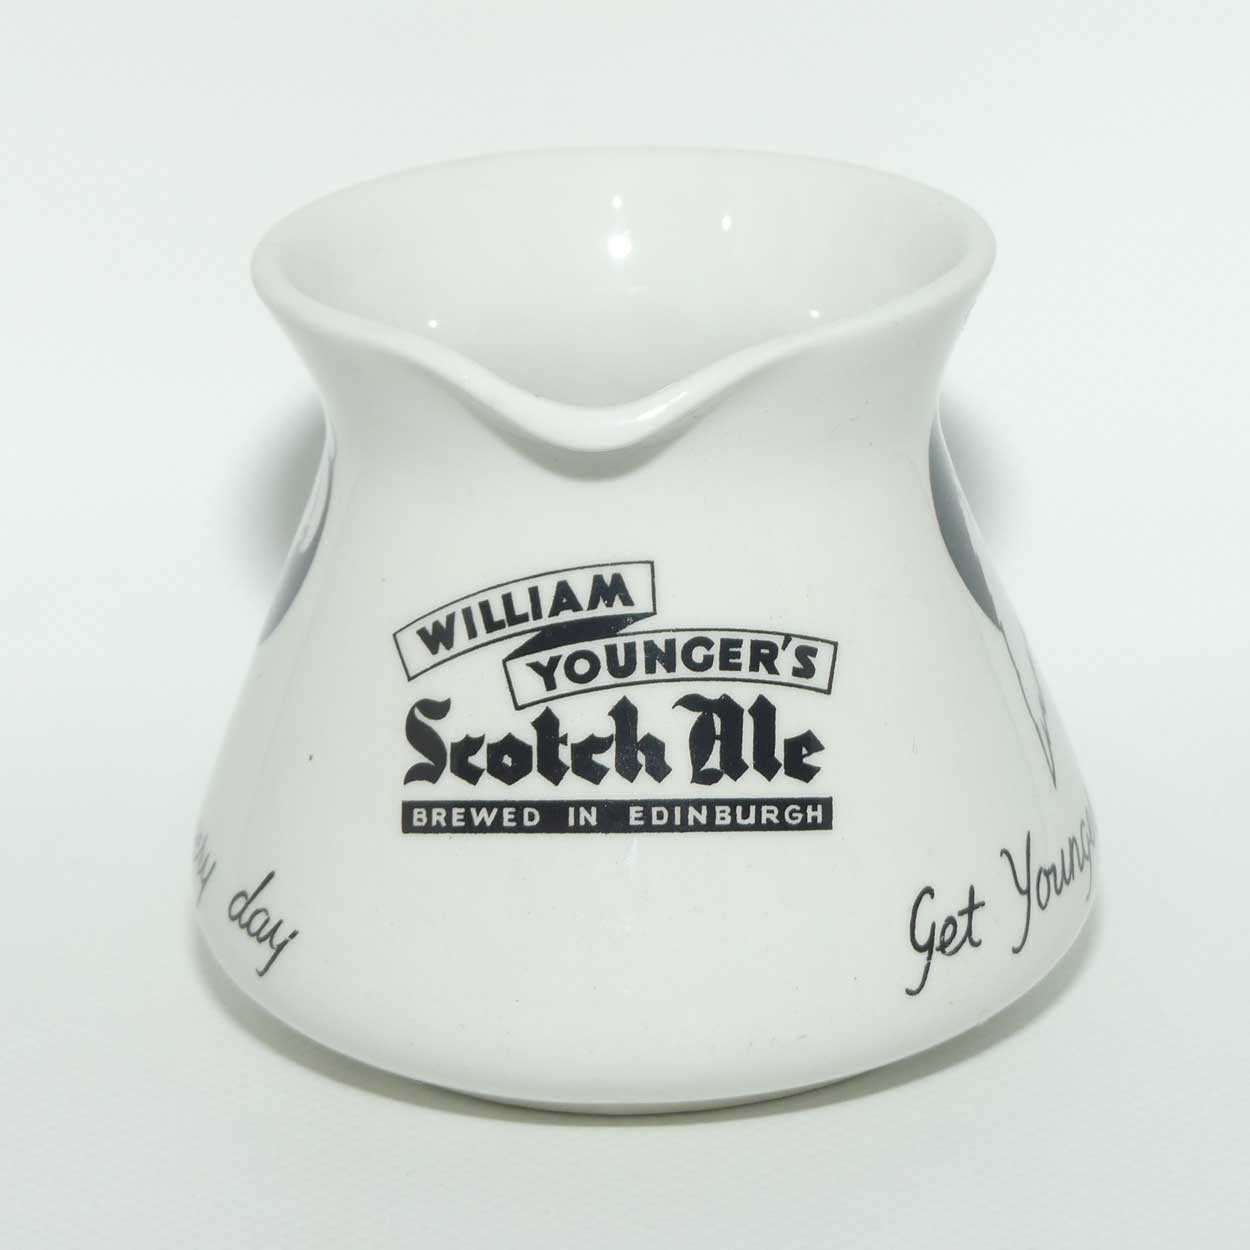 WILLIAM
YOUNGER'S
Scotch Ale
BREWED IN EDINBURGH
day
Get